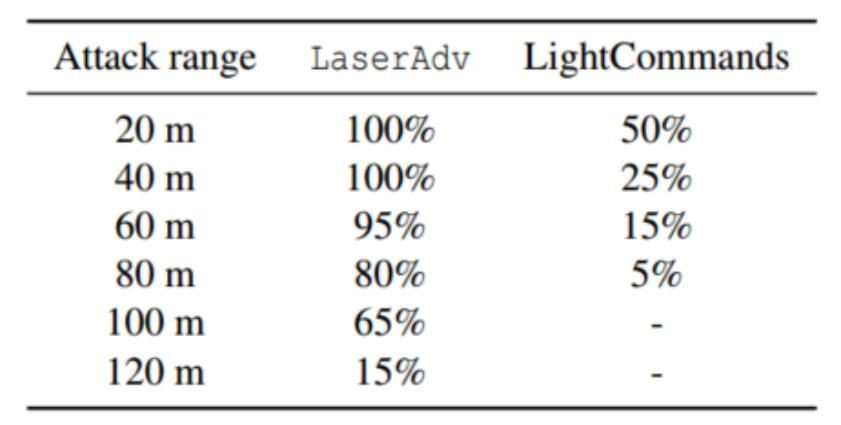 Attack range LaserAdv LightCommands
20 m 100% 50%
40 m 100% 25%
60 m 95% 15%
80 m 80% 5%
100 m 65% -
120 m 15% -